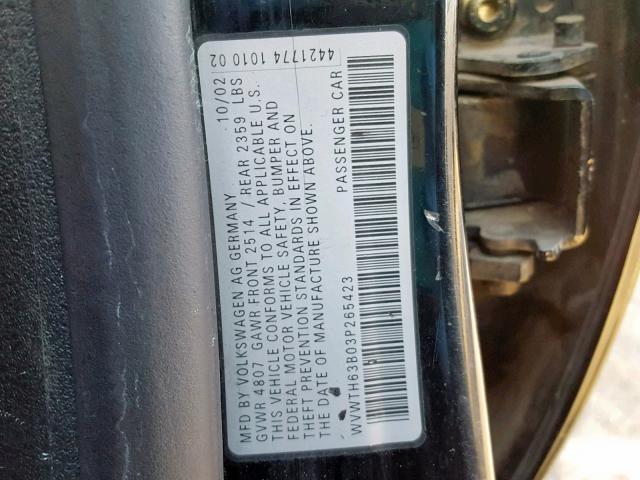 4421774 1010 02
MFD BY VOLKSWAGEN AG GERMANY 10/02
GVWR 4807 GAWR FRONT 2514 / REAR 2359 LBS
THIS VEHICLE CONFORMS TO ALL APPLICABLE U.S.
FEDERAL MOTOR VEHICLE SAFETY, BUMPER AND
THEFT PREVENTION STANDARDS IN EFFECT ON
THE DATE OF MANUFACTURE SHOWN ABOVE.
PASSENGER CAR
WVWTH63B03P265423